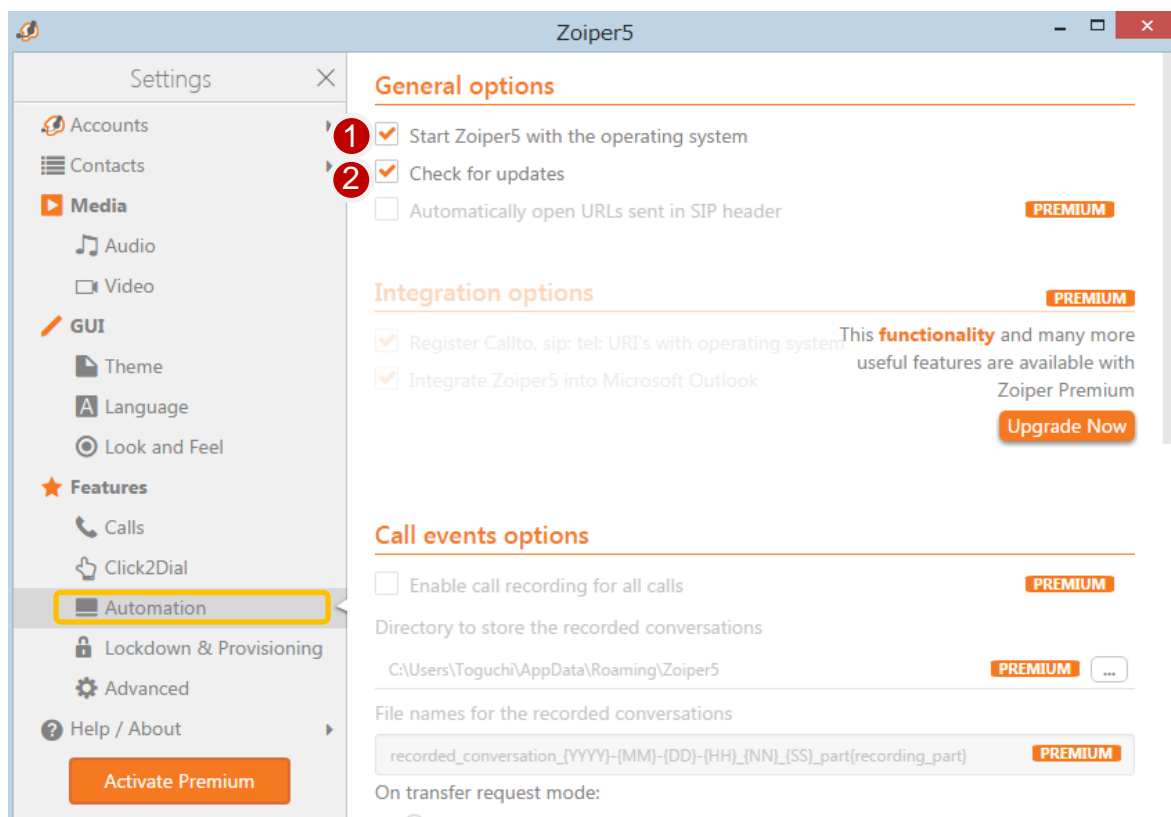 Zoiper5
Settings
Accounts
Contacts
Media
Audio
Video
GUI
Theme
A Language
Look and Feel
Features
Calls
Click2Dial
Automation
Lockdown & Provisioning
Advanced
? Help / About
Activate Premium
General options
1 Start Zoiper5 with the operating system
2 Check for updates
Automatically open URLs sent in SIP header PREMIUM
Integration options PREMIUM
Register Callto, sip: tel: URI's with operating system
Integrate Zoiper5 into Microsoft Outlook
This functionality and many more
useful features are available with
Zoiper Premium
Upgrade Now
Call events options
Enable call recording for all calls PREMIUM
Directory to store the recorded conversations
C:\Users\Toguchi\AppData\Roaming\Zoiper5 PREMIUM ...
File names for the recorded conversations
recorded_conversation_{YYYY}-{MM}-{DD}-{HH}_{NN}_{SS}_part{recording_part} PREMIUM
On transfer request mode: